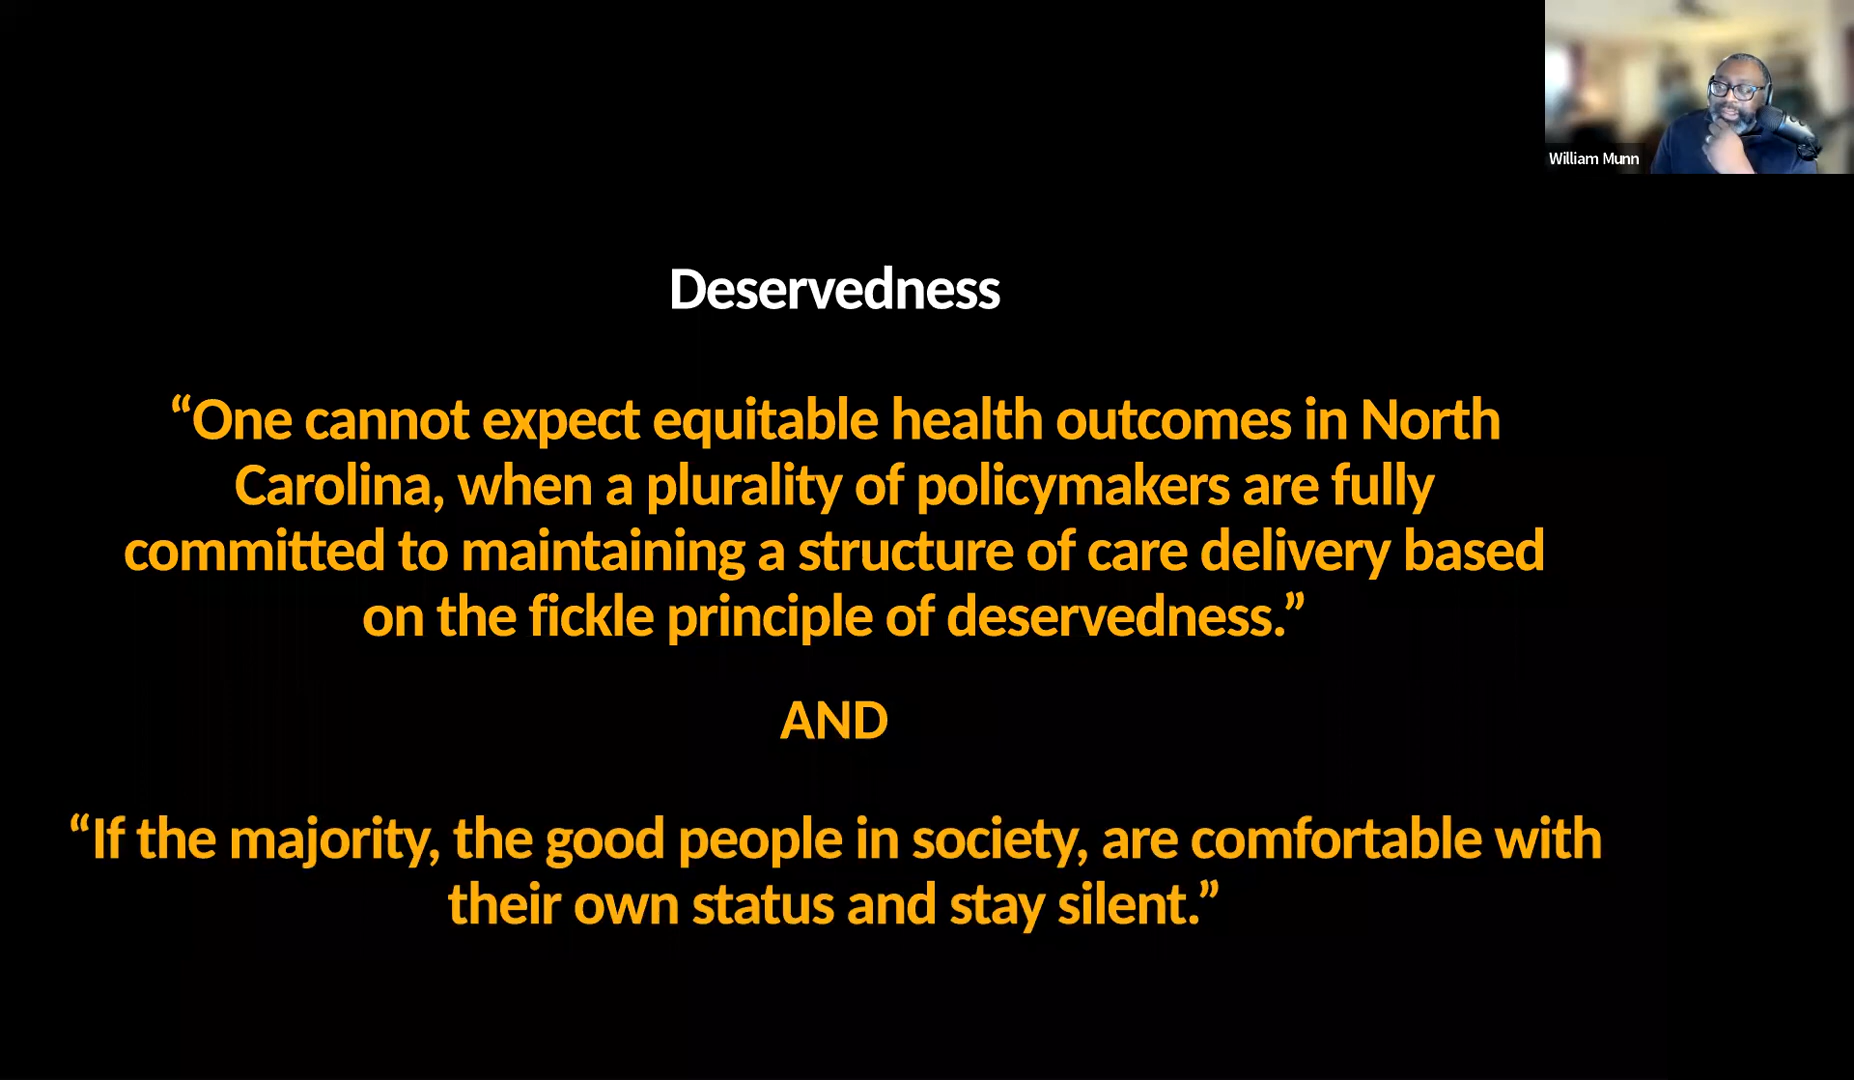 William Munn
Deservedness
“One cannot expect equitable health outcomes in North
Carolina, when a plurality of policymakers are fully
committed to maintaining a structure of care delivery based
on the fickle principle of deservedness.”
AND
“If the majority, the good people in society, are comfortable with
their own status and stay silent.”